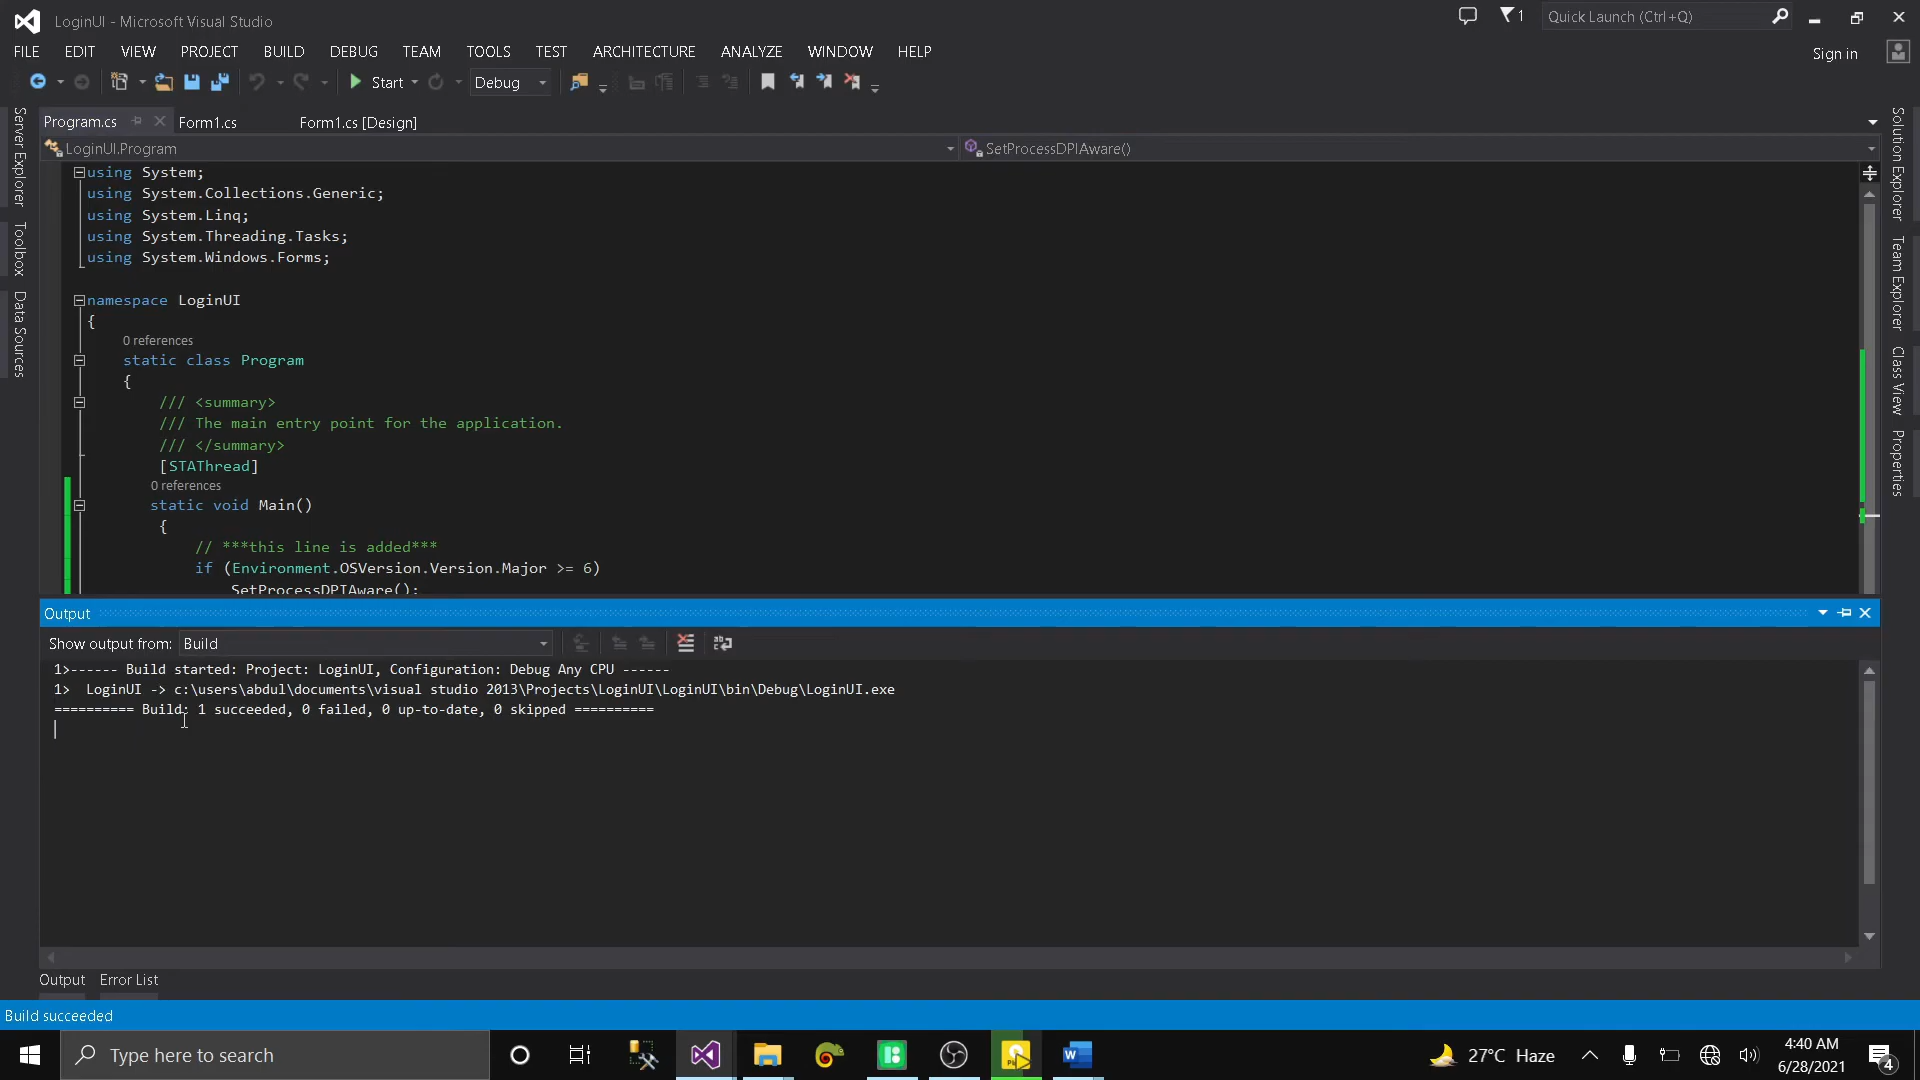 LoginUI - Microsoft Visual Studio
1
Quick Launch (Ctrl+Q)
FILE EDIT VIEW PROJECT BUILD DEBUG TEAM TOOLS TEST ARCHITECTURE ANALYZE WINDOW HELP
Sign in
Start
Debug
Program.cs
Form1.cs
Form1.cs [Design]
LoginUI.Program
SetProcessDPIAware()
Server Explorer
Toolbox
Data Sources
using System;
using System.Collections.Generic;
using System.Linq;
using System.Threading.Tasks;
using System.Windows.Forms;
namespace LoginUI
{
0 references
static class Program
{
/// <summary>
/// The main entry point for the application.
/// </summary>
[STAThread]
0 references
static void Main()
{
// ***this line is added***
if (Environment.OSVersion.Version.Major >= 6)
SetProcessDPIAware();
Solution Explorer
Team Explorer
Class View
Properties
Output
Show output from: Build
1>------ Build started: Project: LoginUI, Configuration: Debug Any CPU ------
1>  LoginUI -> c:\users\abdul\documents\visual studio 2013\Projects\LoginUI\LoginUI\bin\Debug\LoginUI.exe
========== Build: 1 succeeded, 0 failed, 0 up-to-date, 0 skipped ==========
Output Error List
Build succeeded
Type here to search
27°C Haze
4:40 AM
6/28/2021
4